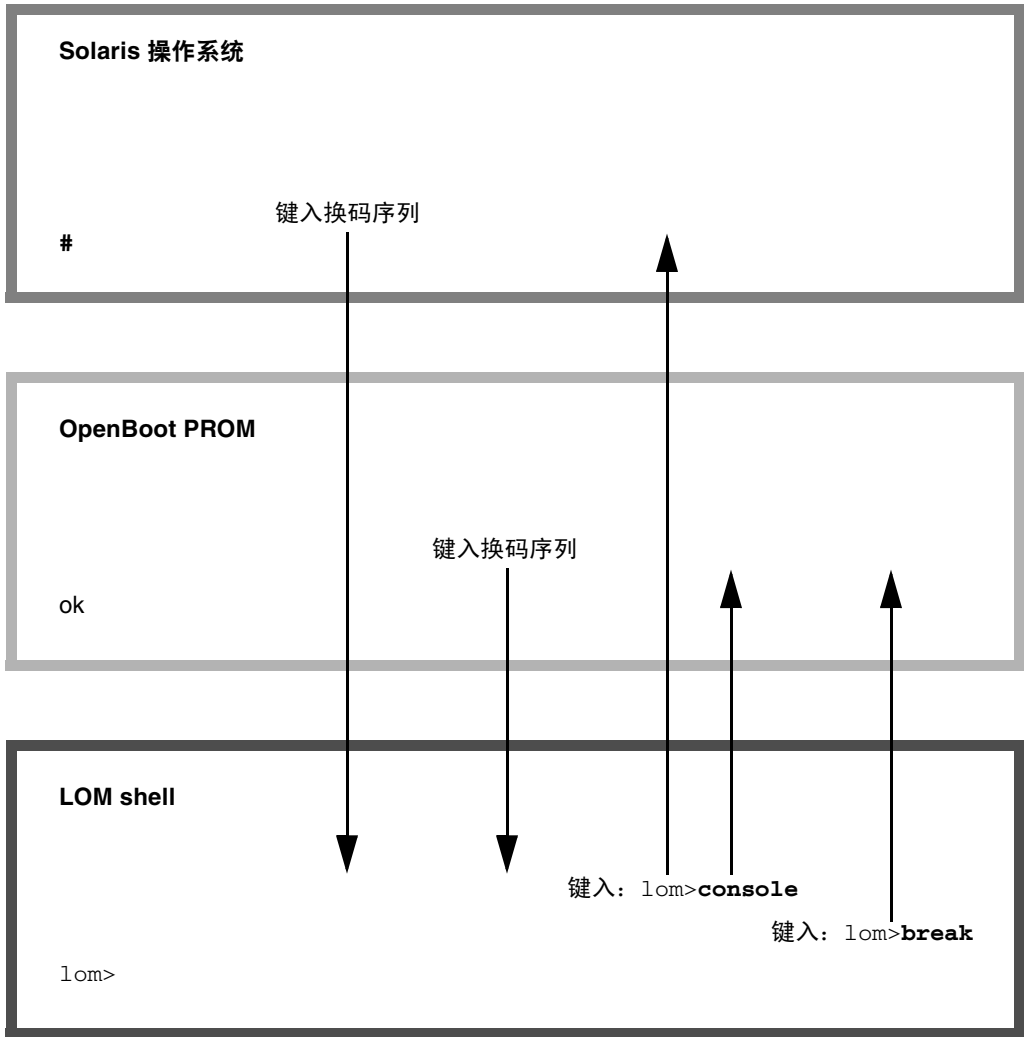 Solaris 操作系统
键入换码序列
#
OpenBoot PROM
键入换码序列
ok
LOM shell
键入：lom>console
键入：lom>break
lom>